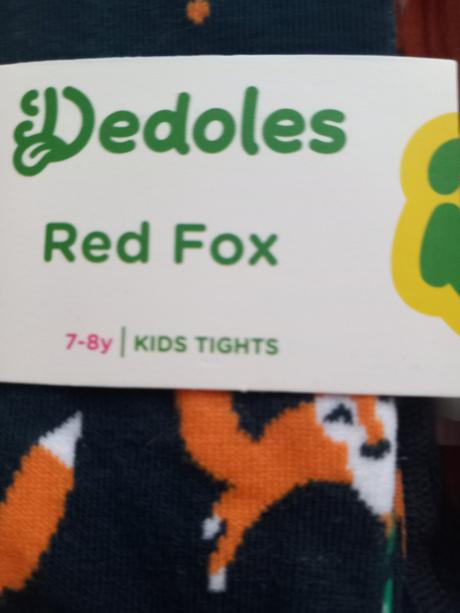 Dedoles
Red Fox
7-8y | KIDS TIGHTS